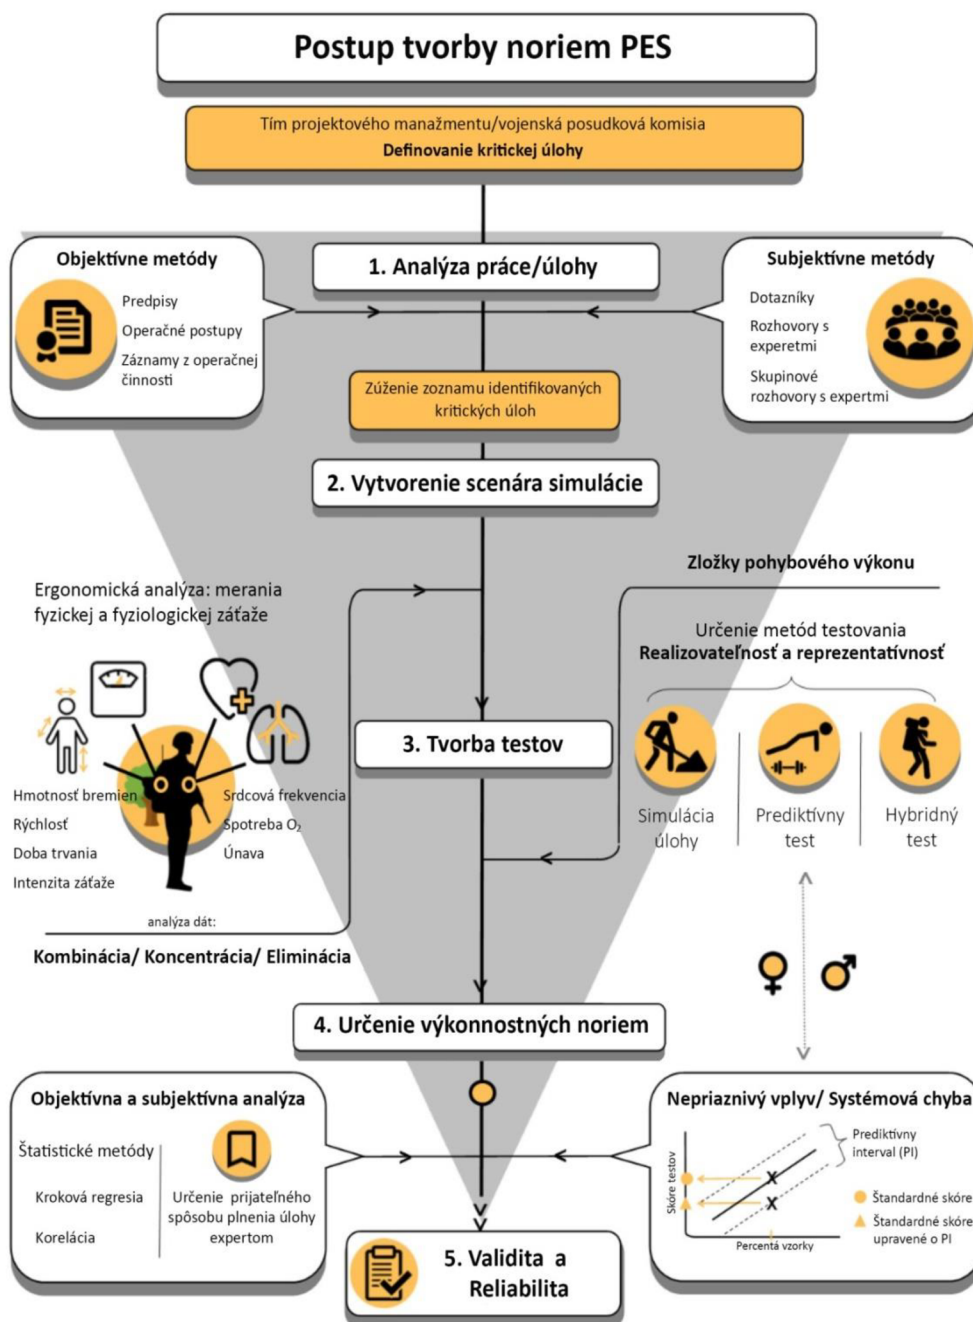 Postup tvorby noriem PES
Tím projektového manažmentu/vojenská posudková komisia
Definovanie kritickej úlohy
Objektívne metódy
Predpisy
Operačné postupy
Záznamy z operačnej
činnosti
1. Analýza práce/úlohy
Subjektívne metódy
Dotazníky
Rozhovory s
experetmi
Skupinové
rozhovory s expertmi
Zúženie zoznamu identifikovaných
kritických úloh
2. Vytvorenie scenára simulácie
Ergonomická analýza: merania
fyzickej a fyziologickej záťaže
Hmotnosť bremien
Rýchlosť
Doba trvania
Intenzita záťaže
Srdcová frekvencia
Spotreba O₂
Únava
analýza dát:
Kombinácia/ Koncentrácia/ Eliminácia
Zložky pohybového výkonu
Určenie metód testovania
Realizovateľnosť a reprezentatívnosť
Simulácia
úlohy
Prediktívny
test
Hybridný
test
3. Tvorba testov
4. Určenie výkonnostných noriem
Objektívna a subjektívna analýza
Štatistické metódy
Kroková regresia
Korelácia
Určenie prijateľného
spôsobu plnenia úlohy
expertom
Nepriaznivý vplyv/ Systémová chyba
Skóre testov
Percentá vzorky
Prediktívny
interval (PI)
X
X
Štandardné skóre
Štandardné skóre
upravené o PI
5. Validita a
Reliabilita